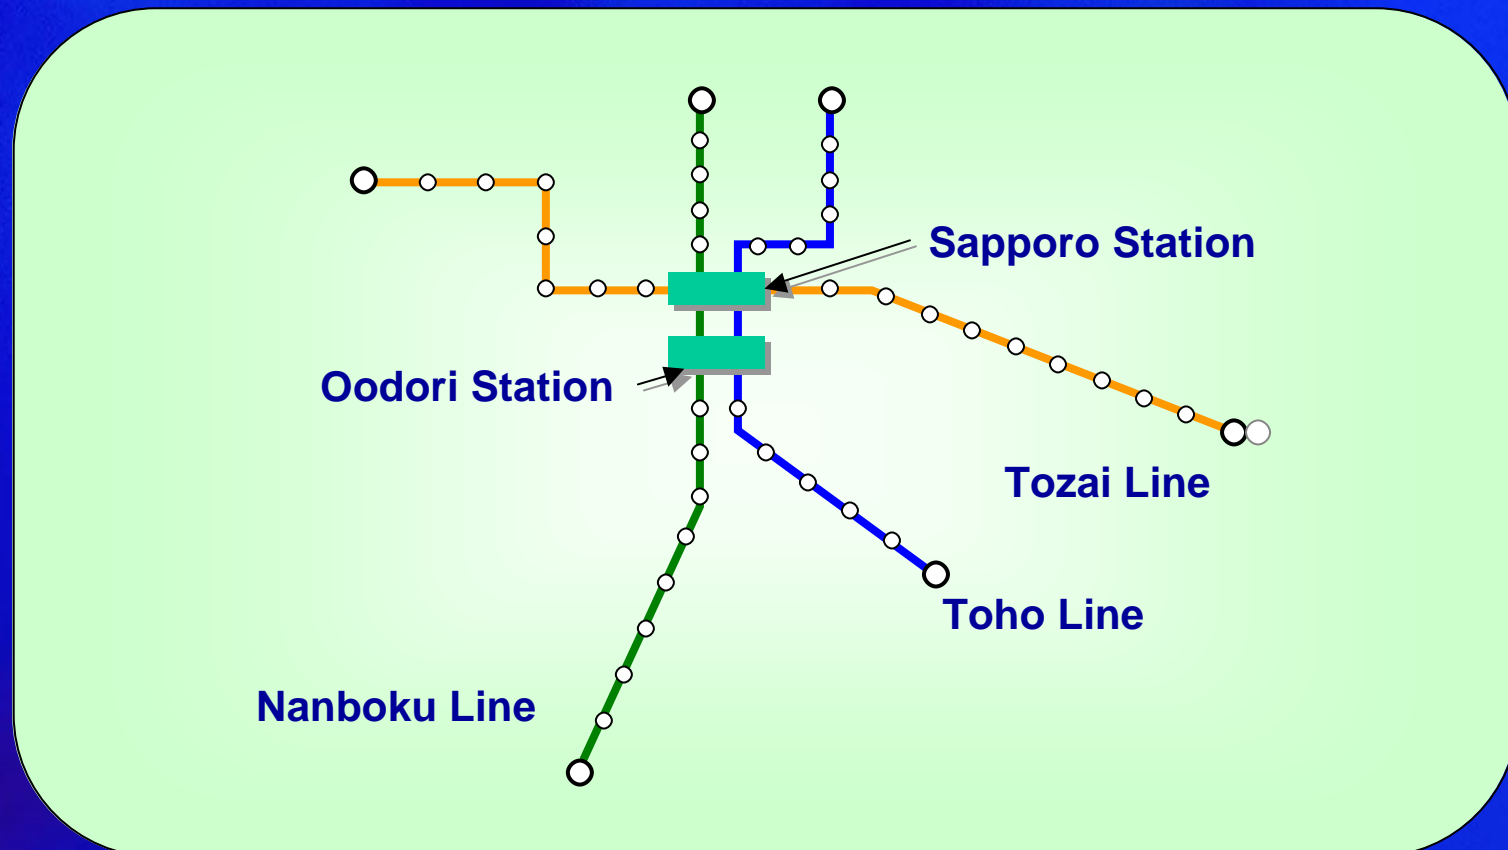 Sapporo Station
Oodori Station
Tozai Line
Toho Line
Nanboku Line